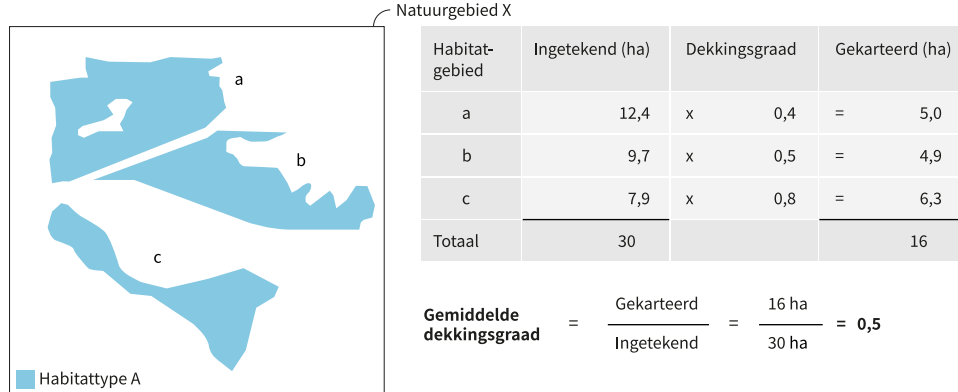 Natuurgebied X
a
b
c
Habitattype A
Habitat- Ingetekend (ha) Dekkingsgraad Gekarteerd (ha)
gebied
a 12,4 x 0,4 = 5,0
b 9,7 x 0,5 = 4,9
c 7,9 x 0,8 = 6,3
Totaal 30 16
Gemiddelde
dekkingsgraad = Gekarteerd = 16 ha = 0,5
Ingetekend 30 ha